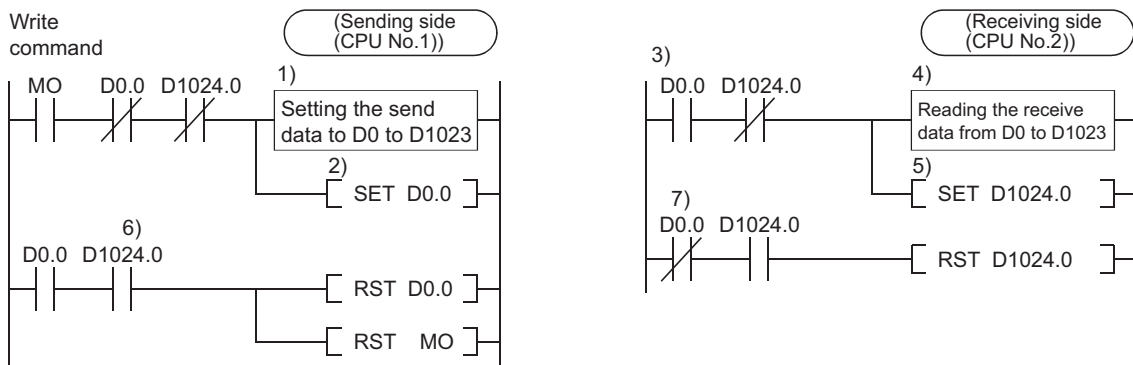 Write
command
(Sending side
(CPU No.1))
MO
D0.0
D1024.0
1)
Setting the send
data to D0 to D1023
2)
SET D0.0
6)
D0.0
D1024.0
RST D0.0
RST MO
(Receiving side
(CPU No.2))
3)
D0.0
D1024.0
4)
Reading the receive
data from D0 to D1023
5)
SET D1024.0
7)
D0.0
D1024.0
RST D1024.0